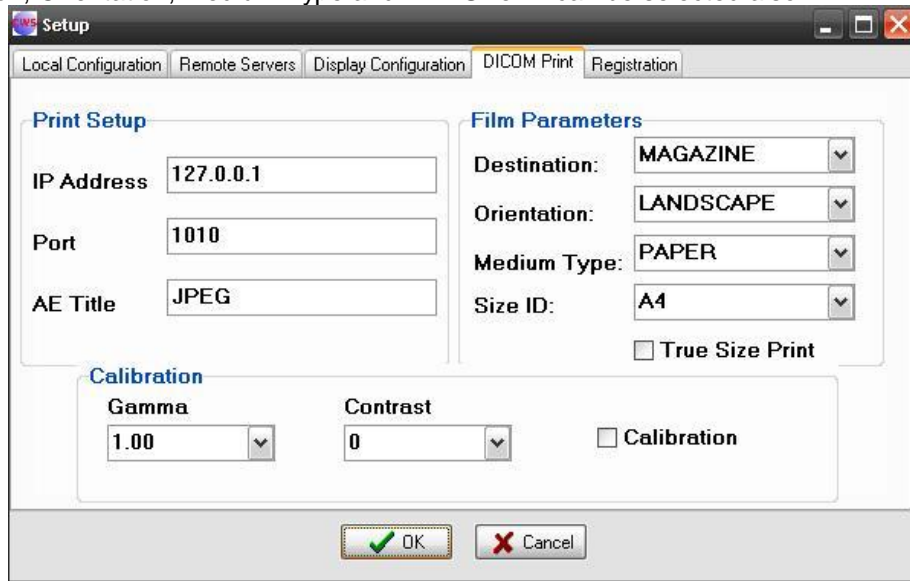 Setup
Local Configuration Remote Servers Display Configuration DICOM Print Registration
Print Setup
IP Address 127.0.0.1
Port 1010
AE Title JPEG
Film Parameters
Destination: MAGAZINE
Orientation: LANDSCAPE
Medium Type: PAPER
Size ID: A4
True Size Print
Calibration
Gamma 1.00
Contrast 0
Calibration
OK Cancel